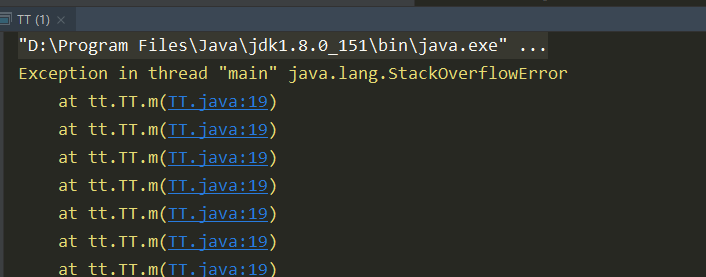 TT (1)
"D:\Program Files\Java\jdk1.8.0_151\bin\java.exe" ...
Exception in thread "main" java.lang.StackOverflowError
at tt.TT.m(TT.java:19)
at tt.TT.m(TT.java:19)
at tt.TT.m(TT.java:19)
at tt.TT.m(TT.java:19)
at tt.TT.m(TT.java:19)
at tt.TT.m(TT.java:19)
at tt.TT.m(TT.java:19)